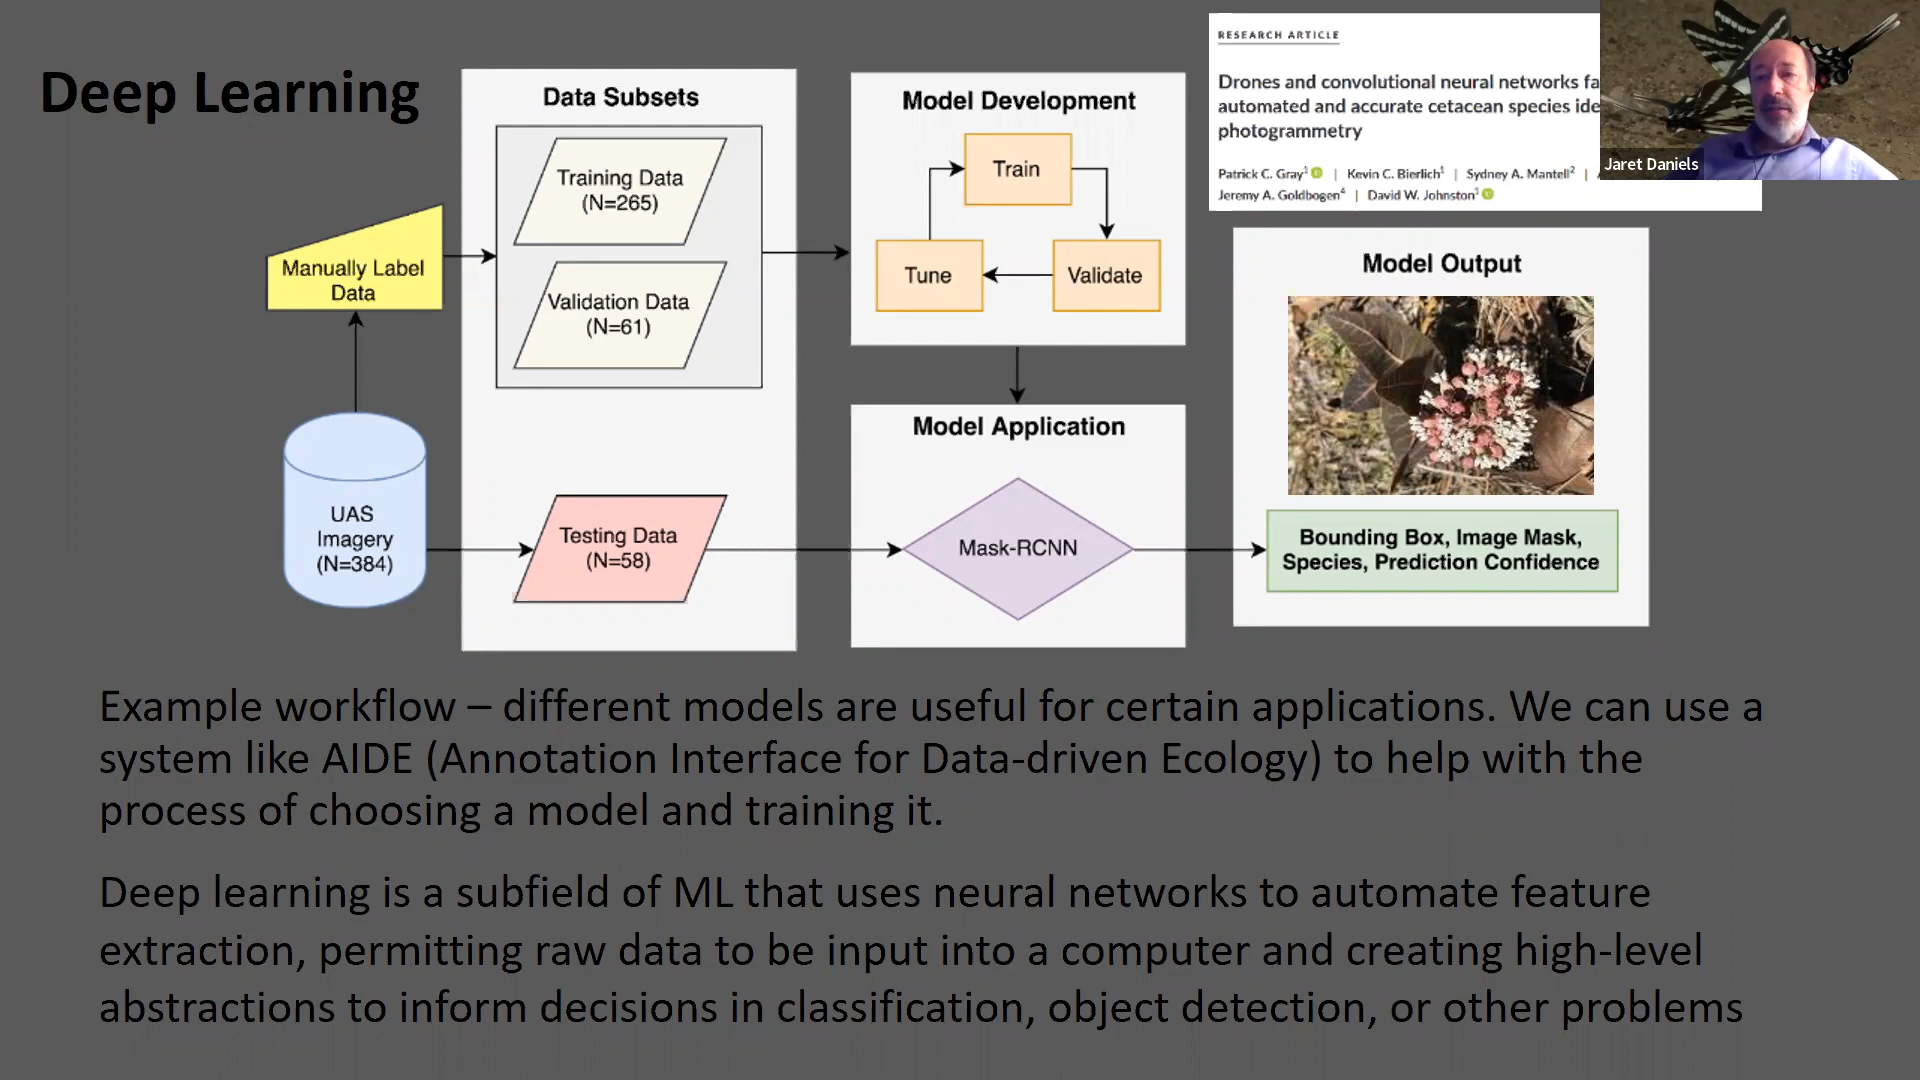 Deep Learning
Data Subsets
Training Data
(N=265)
Validation Data
(N=61)
Testing Data
(N=58)
Manually Label
Data
UAS
Imagery
(N=384)
Model Development
Train
Tune
Validate
Model Application
Mask-RCNN
RESEARCH ARTICLE
Drones and convolutional neural networks fa
automated and accurate cetacean species ide
photogrammetry
Patrick C. Gray1 | Kevin C. Bierlich1 | Sydney A. Mantell2 |
Jeremy A. Goldbogen4 | David W. Johnston1
Jaret Daniels
Model Output
Bounding Box, Image Mask,
Species, Prediction Confidence
Example workflow – different models are useful for certain applications. We can use a
system like AIDE (Annotation Interface for Data-driven Ecology) to help with the
process of choosing a model and training it.
Deep learning is a subfield of ML that uses neural networks to automate feature
extraction, permitting raw data to be input into a computer and creating high-level
abstractions to inform decisions in classification, object detection, or other problems